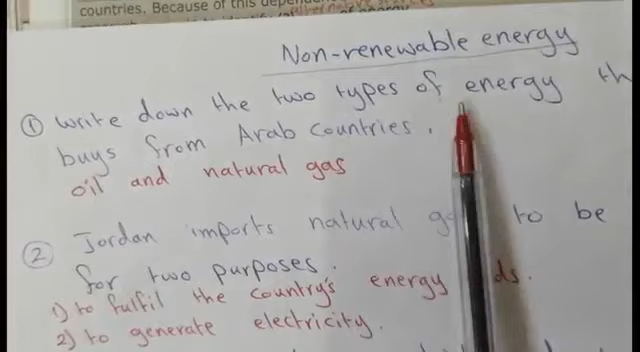 countries. Because of this
Non-renewable energy
① write down the two types of energy th
buys from Arab countries.
oil and natural gas
② Jordan imports natural to be
for two purposes.
1) to fulfil the country's energy ds.
2) to generate electricity.